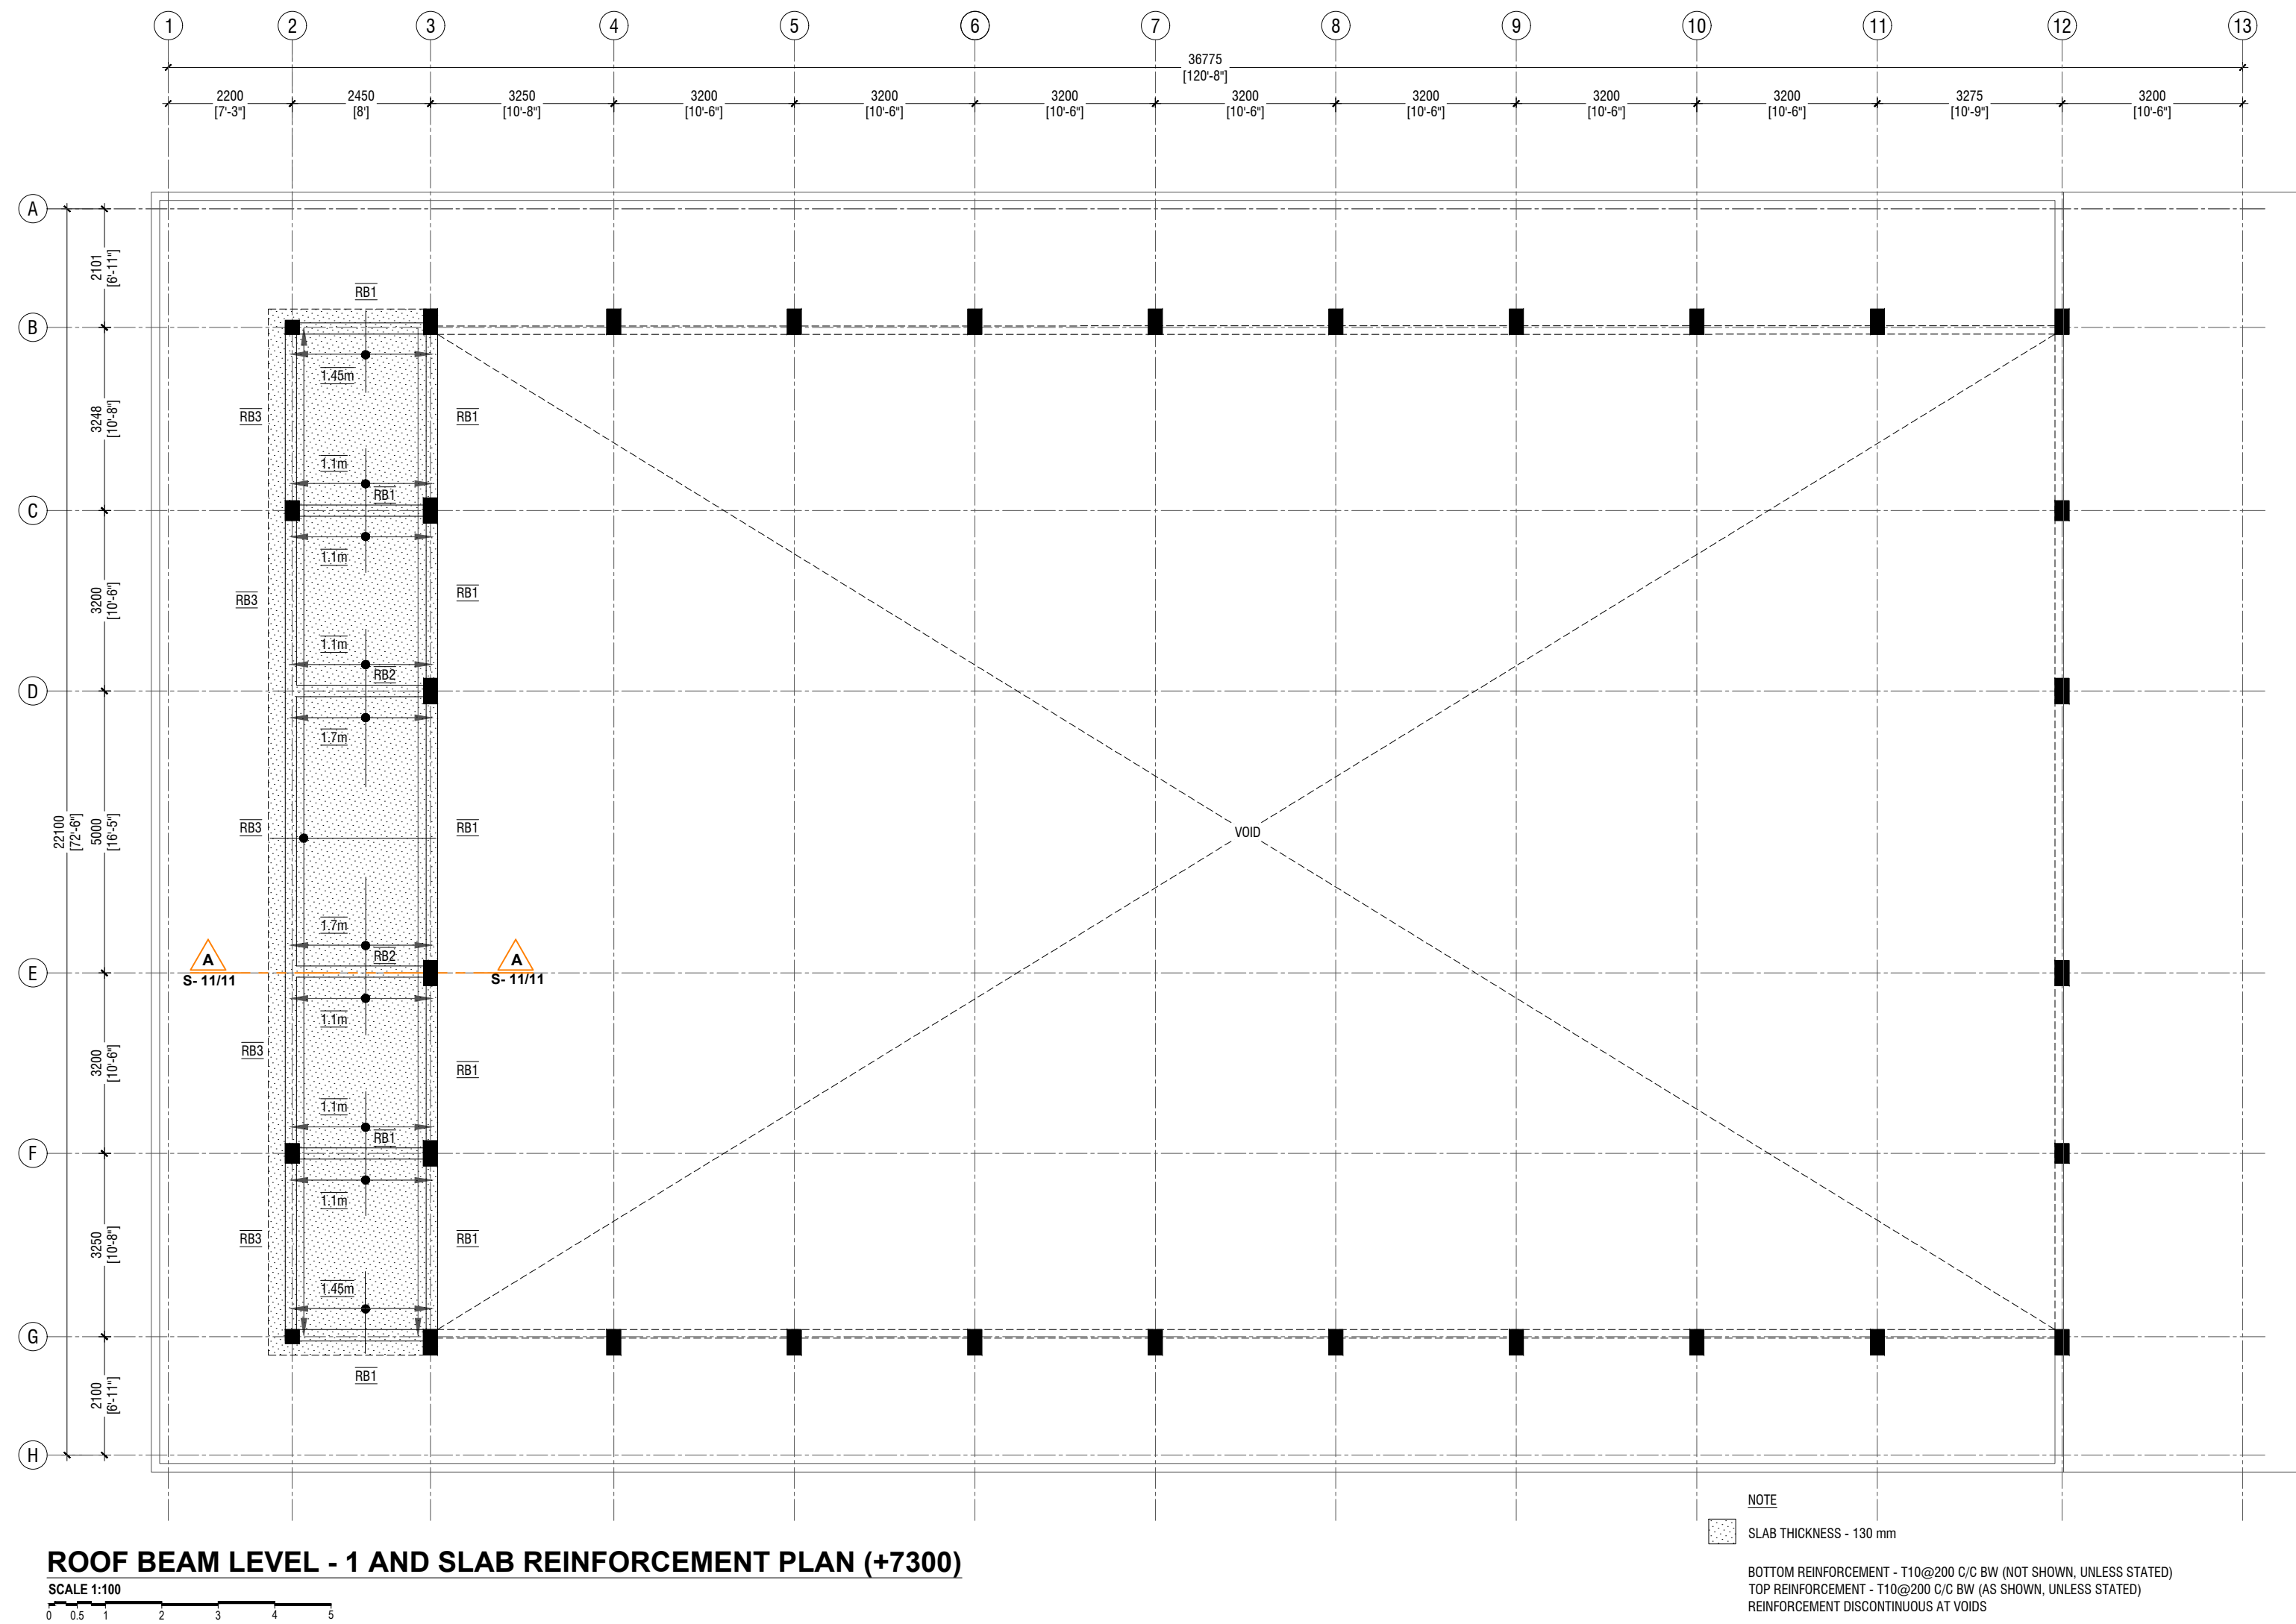 1 2 3 4 5 6 7 8 9 10 11 12 13
36775
[120'-8"]
2200 2450 3250 3200 3200 3200 3200 3200 3200 3200 3275 3200
[7'-3"] [8'] [10'-8"] [10'-6"] [10'-6"] [10'-6"] [10'-6"] [10'-6"] [10'-6"] [10'-6"] [10'-9"] [10'-6"]
A
2101
[6'-11"]
RB1
B
1.45m
3248
[10'-8"]
RB3 RB1
1.1m
RB1
C
1.1m
3200
[10'-6"]
RB3 RB1
1.1m
RB2
D
1.7m
22100
[72'-6"]
5000
[16'-5"]
RB3 RB1
VOID
1.7m
RB2
A A
E
S- 11/11 S- 11/11
1.1m
3200
[10'-6"]
RB3 RB1
1.1m
RB1
F
1.1m
3250
[10'-8"]
RB3 RB1
1.45m
G
RB1
2100
[6'-11"]
H
NOTE
SLAB THICKNESS - 130 mm
BOTTOM REINFORCEMENT - T10@200 C/C BW (NOT SHOWN, UNLESS STATED)
TOP REINFORCEMENT - T10@200 C/C BW (AS SHOWN, UNLESS STATED)
REINFORCEMENT DISCONTINUOUS AT VOIDS
ROOF BEAM LEVEL - 1 AND SLAB REINFORCEMENT PLAN (+7300)
SCALE 1:100
0 0.5 1 2 3 4 5